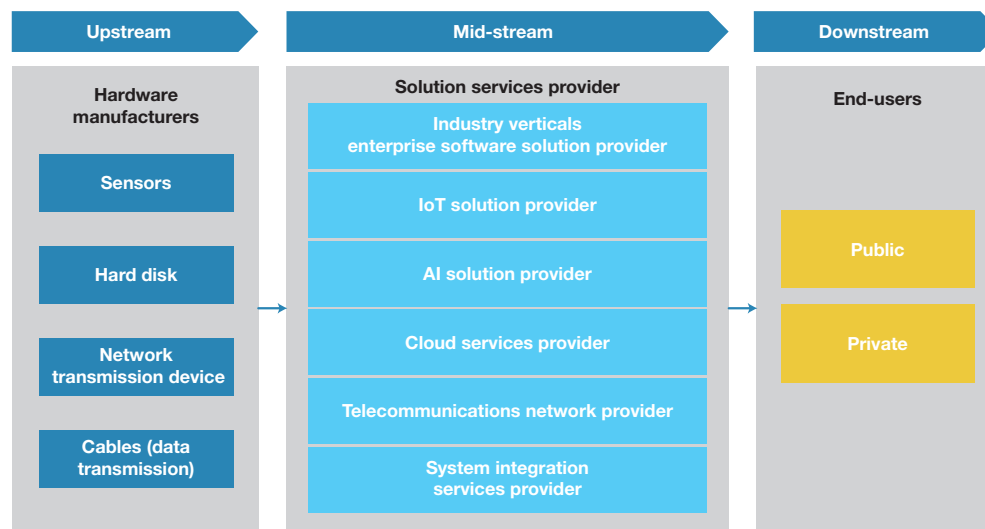 Upstream
Mid-stream
Downstream
Hardware
manufacturers
Sensors
Hard disk
Network
transmission device
Cables (data
transmission)
Solution services provider
Industry verticals
enterprise software solution provider
IoT solution provider
AI solution provider
Cloud services provider
Telecommunications network provider
System integration
services provider
End-users
Public
Private